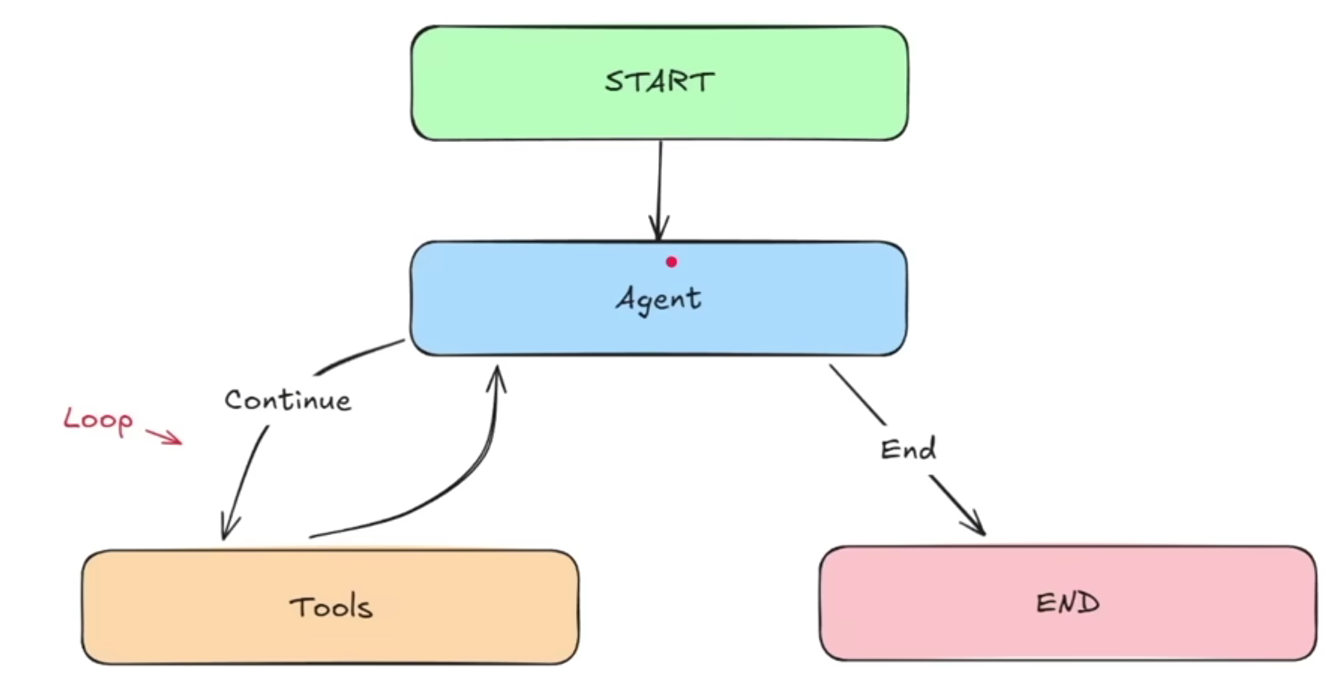 START
Agent
Continue
Loop
End
Tools
END